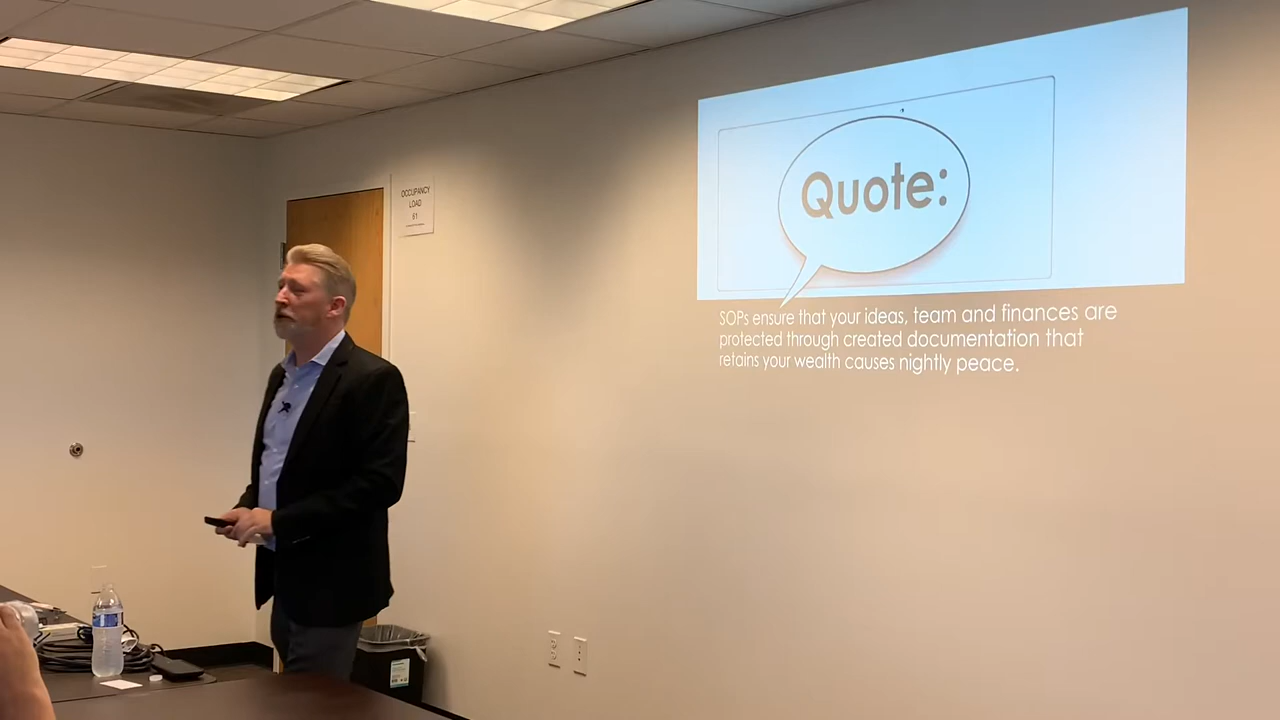 OCCUPANCY
LOAD
61
Quote:
SOPs ensure that your ideas, team and finances are
protected through created documentation that
retains your wealth causes nightly peace.